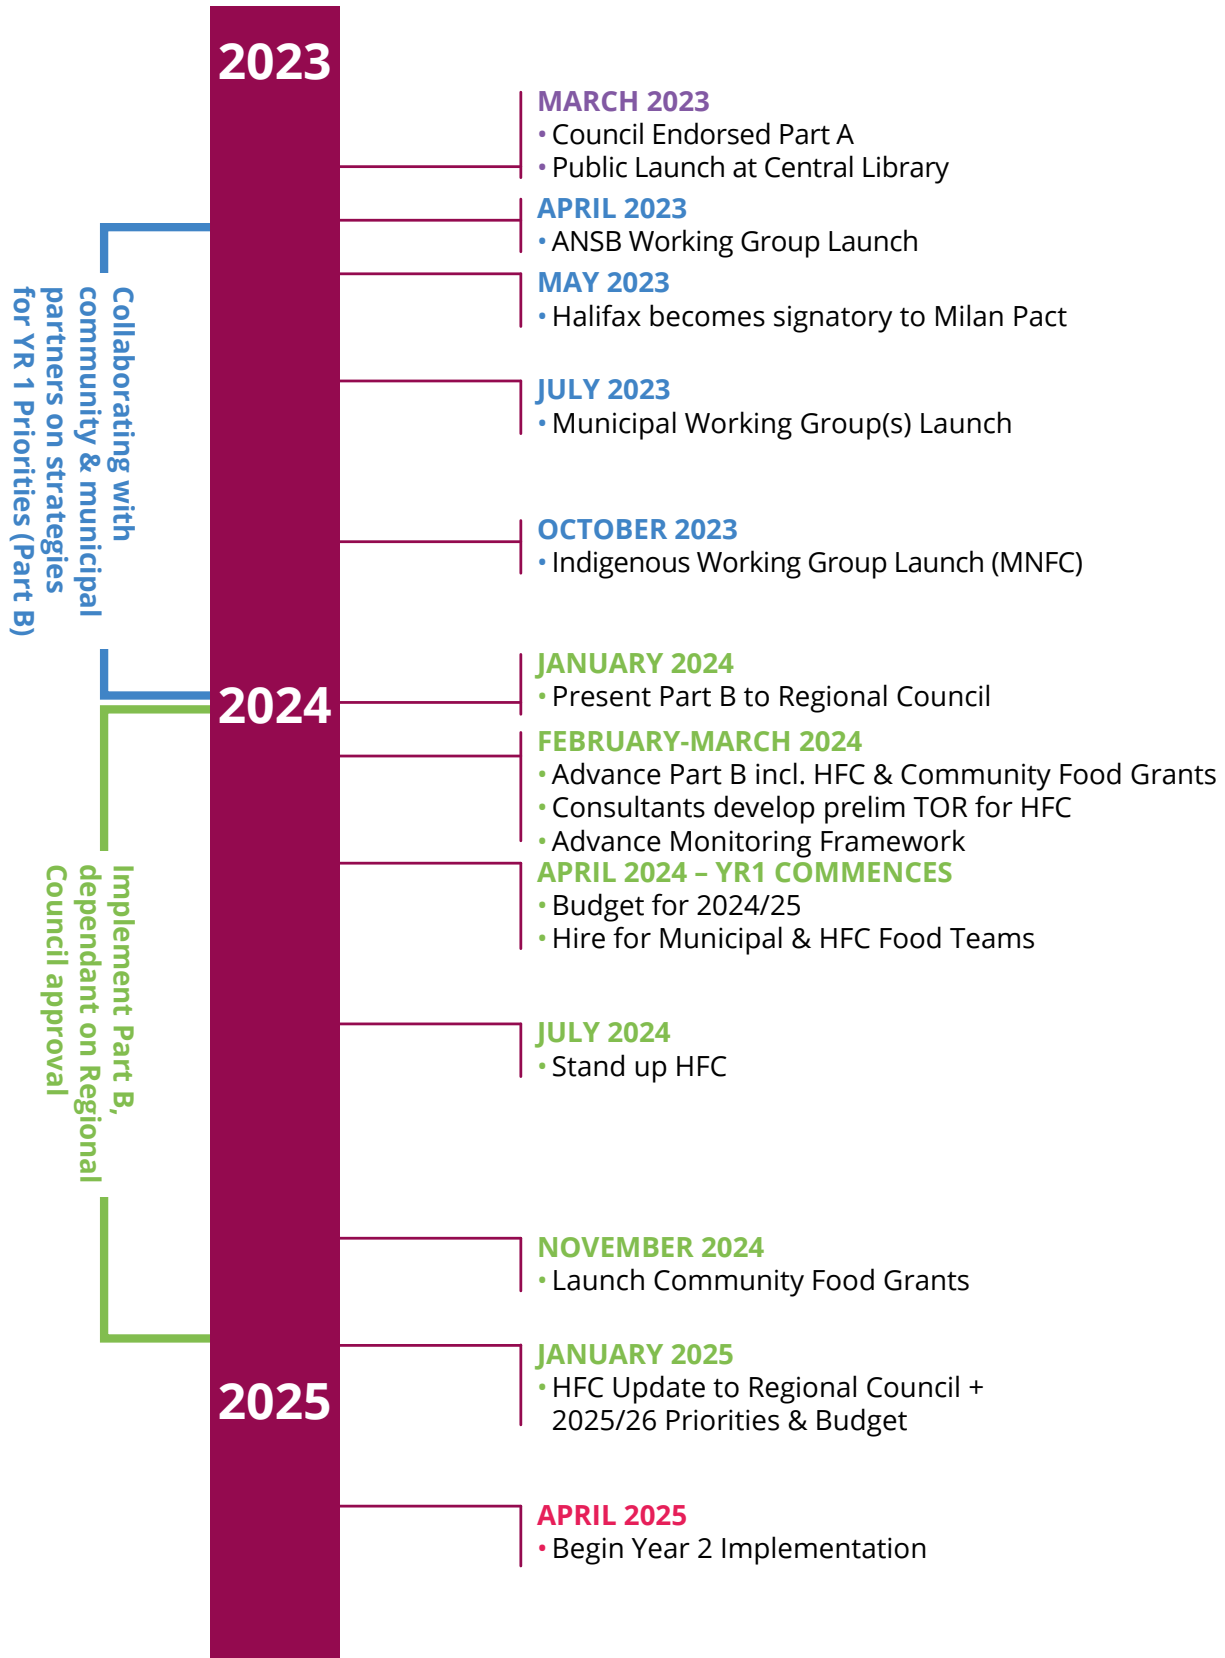 2023
MARCH 2023
• Council Endorsed Part A
• Public Launch at Central Library
APRIL 2023
• ANSB Working Group Launch
MAY 2023
• Halifax becomes signatory to Milan Pact
JULY 2023
• Municipal Working Group(s) Launch
OCTOBER 2023
• Indigenous Working Group Launch (MNFC)
Collaborating with
community & municipal
partners on strategies
for YR 1 Priorities (Part B)
2024
JANUARY 2024
• Present Part B to Regional Council
FEBRUARY-MARCH 2024
• Advance Part B incl. HFC & Community Food Grants
• Consultants develop prelim TOR for HFC
• Advance Monitoring Framework
APRIL 2024 – YR1 COMMENCES
• Budget for 2024/25
• Hire for Municipal & HFC Food Teams
JULY 2024
• Stand up HFC
NOVEMBER 2024
• Launch Community Food Grants
Implement Part B,
dependant on Regional
Council approval
JANUARY 2025
• HFC Update to Regional Council +
2025/26 Priorities & Budget
2025
APRIL 2025
• Begin Year 2 Implementation